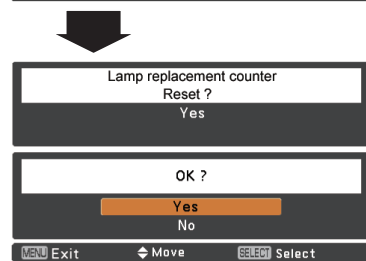 Lamp replacement counter
Reset ?
Yes
OK ?
Yes
No
MENU Exit Move SELECT Select